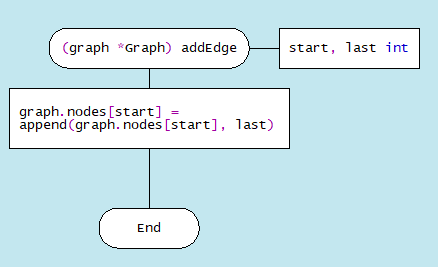 (graph *Graph) addEdge
start, last int
graph.nodes[start] =
append(graph.nodes[start], last)
End